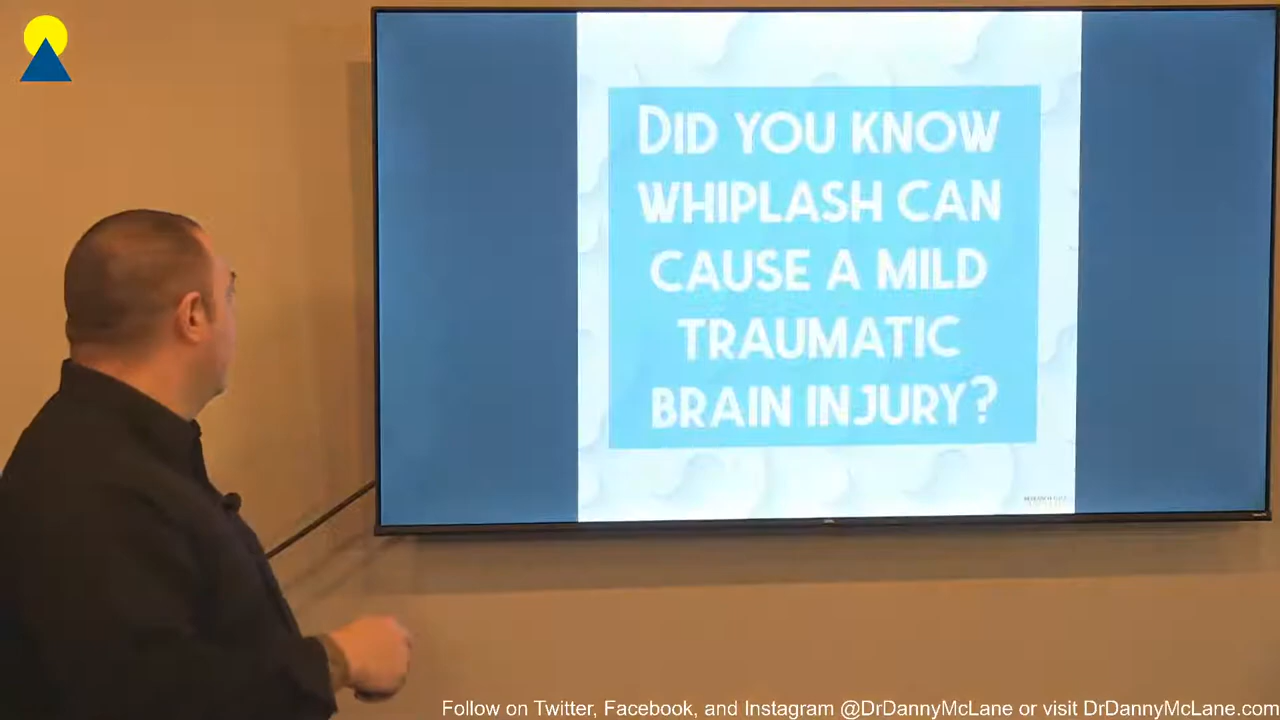 DID YOU KNOW
WHIPLASH CAN
CAUSE A MILD
TRAUMATIC
BRAIN INJURY?
Follow on Twitter, Facebook, and Instagram @DrDannyMcLane or visit DrDannyMcLane.com